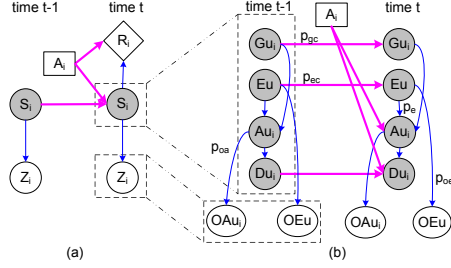 time t-1
time t
time t-1
time t
A_i
R_i
A_i
Gu_i
p_gc
Gu_i
Eu
p_ec
Eu
S_i
S_i
p_e
p_oa
Au_i
Au_i
Du_i
Du_i
p_oe
Z_i
Z_i
OAu_i
OEu
OAu_i
OEu
(a)
(b)